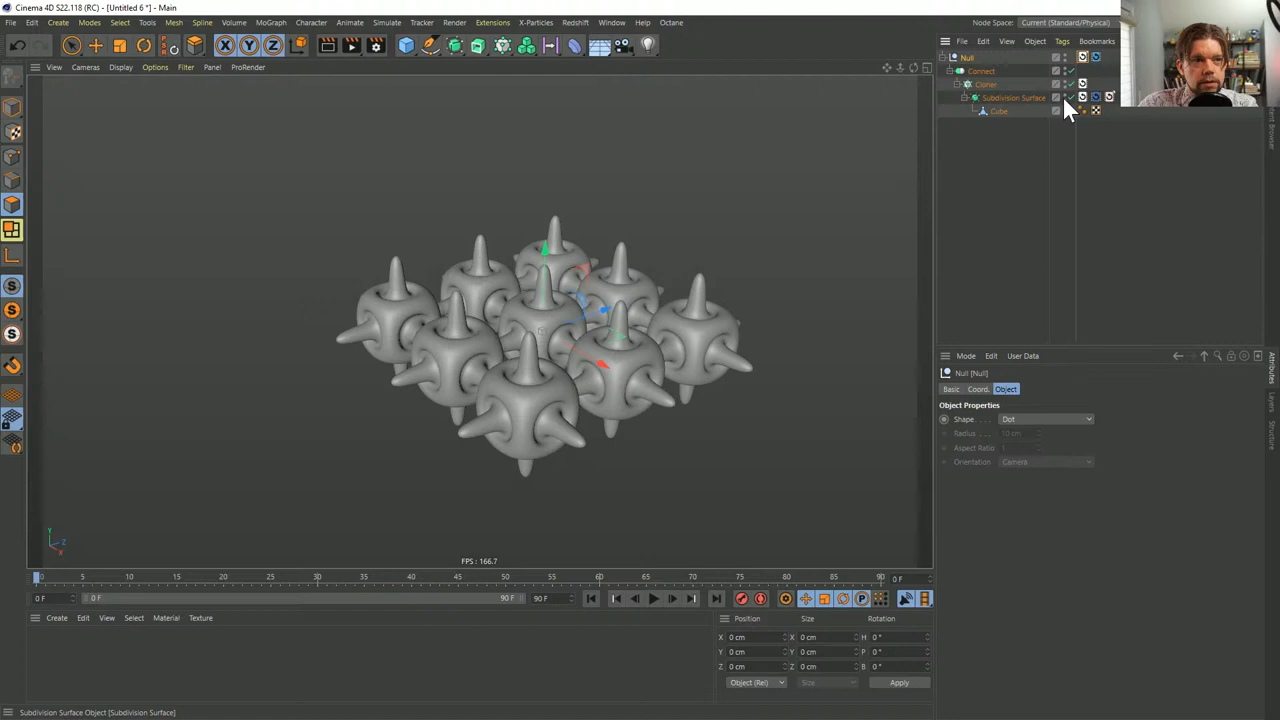 Cinema 4D S22.118 (RC) - [Untitled 6 *] - Main
File Edit Create Modes Select Tools Mesh Spline Volume MoGraph Character Animate Simulate Tracker Render Extensions X-Particles Redshift Window Help Octane
Node Space: Current (Standard/Physical)
View Cameras Display Options Filter Panel ProRender
File Edit View Object Tags Bookmarks
Null
Connect
Cloner
Subdivision Surface
Cube
X Y Z
S
S
S
Y
Z
X
FPS : 166.7
Mode Edit User Data
Null [Null]
Basic Coord. Object
Object Properties
Shape . . . . Dot
Radius . . . 10 cm
Aspect Ratio 1
Orientation Camera
Attributes
Layers
Structure
0 5 10 15 20 25 30 35 40 45 50 55 60 65 70 75 80 85 90 0 F
0 F 0 F 90 F 90 F
P
Create Edit View Select Material Texture
Position Size Rotation
X 0 cm X 0 cm H 0 °
Y 0 cm Y 0 cm P 0 °
Z 0 cm Z 0 cm B 0 °
Object (Rel) Size Apply
Subdivision Surface Object [Subdivision Surface]